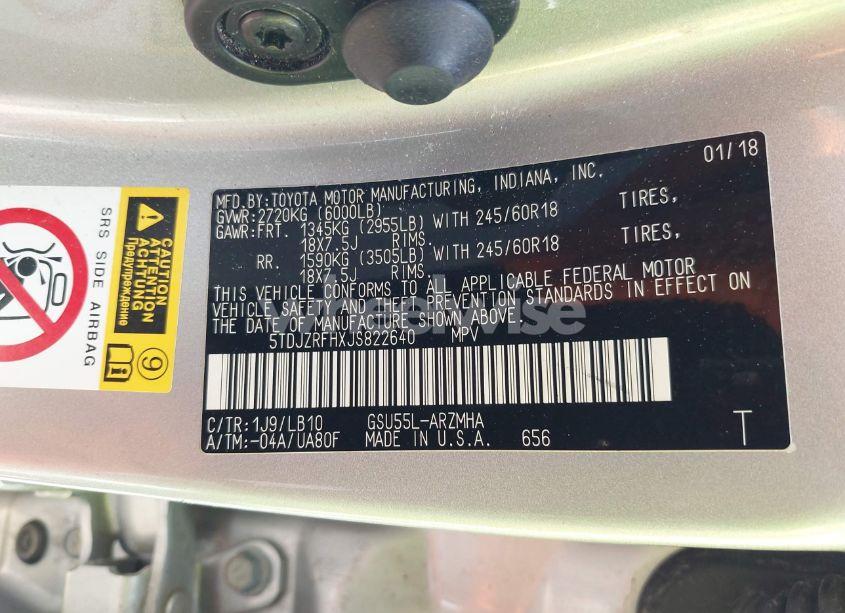 MFD.BY:TOYOTA MOTOR MANUFACTURING, INDIANA, INC. 01/18
GVWR:2720KG (6000LB)
GAWR:FRT. 1345KG (2955LB) WITH 245/60R18 TIRES,
18X7.5J RIMS.
RR. 1590KG (3505LB) WITH 245/60R18 TIRES,
18X7.5J RIMS.
THIS VEHICLE CONFORMS TO ALL APPLICABLE FEDERAL MOTOR
VEHICLE SAFETY AND THEFT PREVENTION STANDARDS IN EFFECT ON
THE DATE OF MANUFACTURE SHOWN ABOVE.
5TDJZRFHXJS822640 MPV
C/TR:1J9/LB10 GSU55L-ARZMHA
A/TM:-04A/UA80F MADE IN U.S.A. 656 T
wheelwise
SRS SIDE AIRBAG
CAUTION
ATTENTION
ACHTUNG
Предупреждение
9